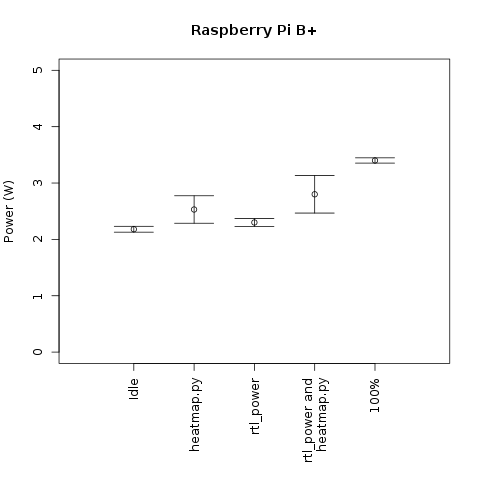 Raspberry Pi B+
Power (W)
5
4
3
2
1
0
Idle
heatmap.py
rtl_power
rtl_power and
heatmap.py
100%